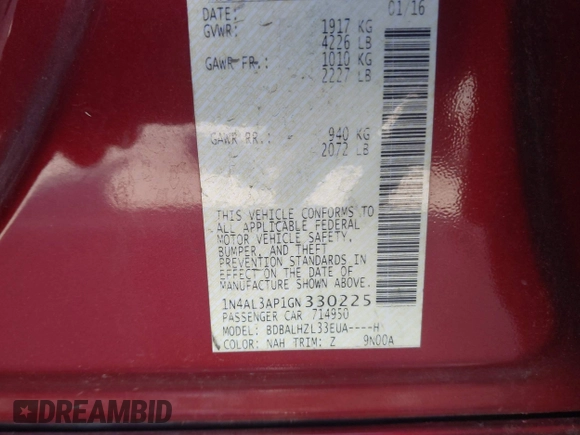 DATE: 01/16
GVWR: 1917 KG
4226 LB
GAWR FR.: 1010 KG
2227 LB
GAWR RR.: 940 KG
2072 LB
THIS VEHICLE CONFORMS TO
ALL APPLICABLE FEDERAL
MOTOR VEHICLE SAFETY,
BUMPER, AND THEFT
PREVENTION STANDARDS IN
EFFECT ON THE DATE OF
MANUFACTURE SHOWN ABOVE.
1N4AL3AP1GN330225
PASSENGER CAR 714950
MODEL: BDBALHZL33EUA----H
COLOR: NAH TRIM: Z 9N00A
DREAMBID